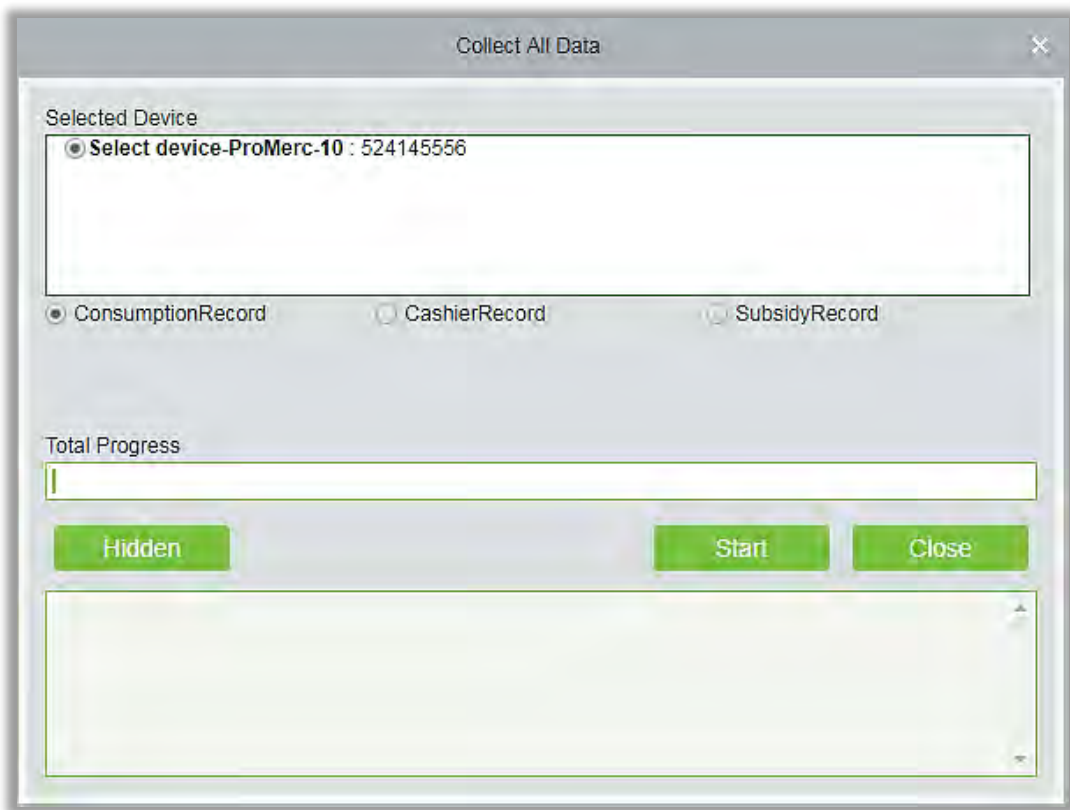 Collect All Data
Selected Device
Select device-ProMerc-10 : 524145556
ConsumptionRecord CashierRecord SubsidyRecord
Total Progress
Hidden Start Close